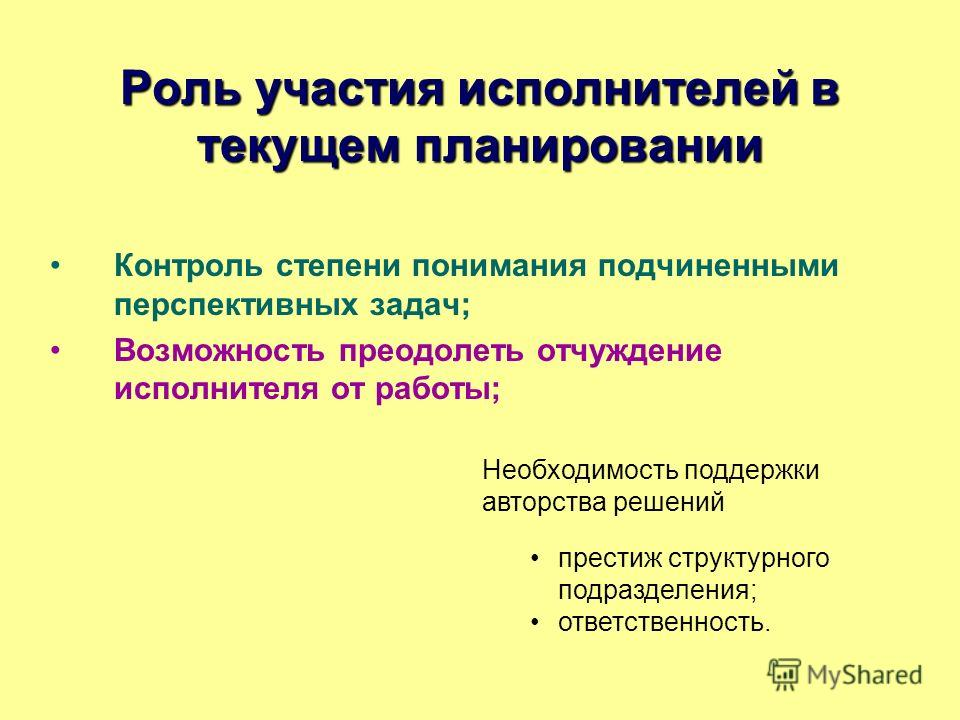 Роль участия исполнителей в
текущем планировании
• Контроль степени понимания подчиненными
перспективных задач;
• Возможность преодолеть отчуждение
исполнителя от работы;
Необходимость поддержки
авторства решений
• престиж структурного
подразделения;
• ответственность.
MyShared